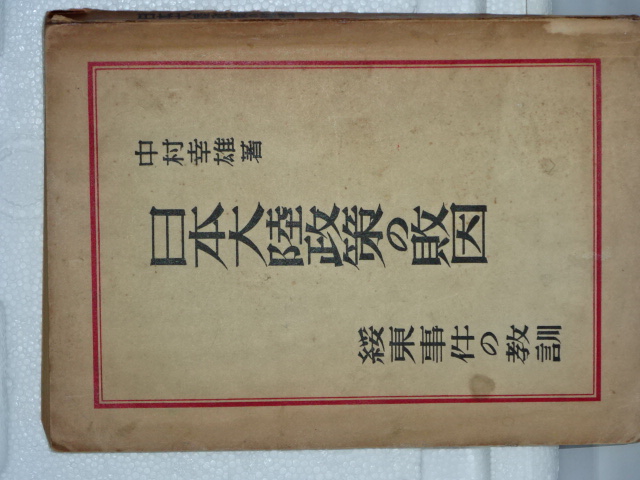 中村幸雄著
日本大陸政策の敗因
綏東事件の教訓